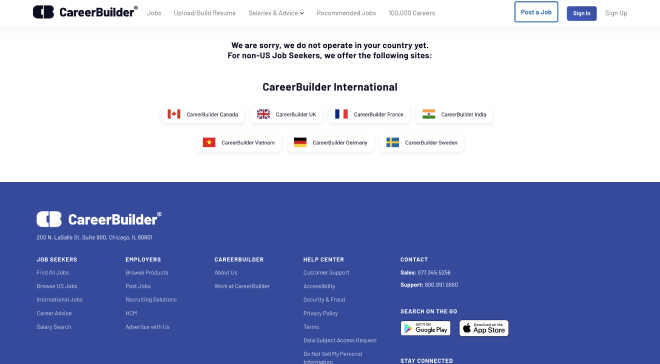 CareerBuilder® Jobs Upload/Build Resume Salaries & Advice Recommended Jobs 100,000 Careers Post a Job Sign In Sign Up
We are sorry, we do not operate in your country yet.
For non-US Job Seekers, we offer the following sites:
CareerBuilder International
CareerBuilder Canada CareerBuilder UK CareerBuilder France CareerBuilder India
CareerBuilder Vietnam CareerBuilder Germany CareerBuilder Sweden
CareerBuilder®
200 N. LaSalle St. Suite 900, Chicago, IL 60601
JOB SEEKERS EMPLOYERS CAREERBUILDER HELP CENTER CONTACT
Find All Jobs Browse Products About Us Customer Support Sales: 877.345.5256
Browse US Jobs Post Jobs Work at CareerBuilder Accessibility Support: 800.891.8880
International Jobs Recruiting Solutions Security & Fraud
Career Advice HCM Privacy Policy SEARCH ON THE GO
Salary Search Advertise with Us Terms GET IT ON Google Play Download on the App Store
Data Subject Access Request
Do Not Sell My Personal
Information STAY CONNECTED